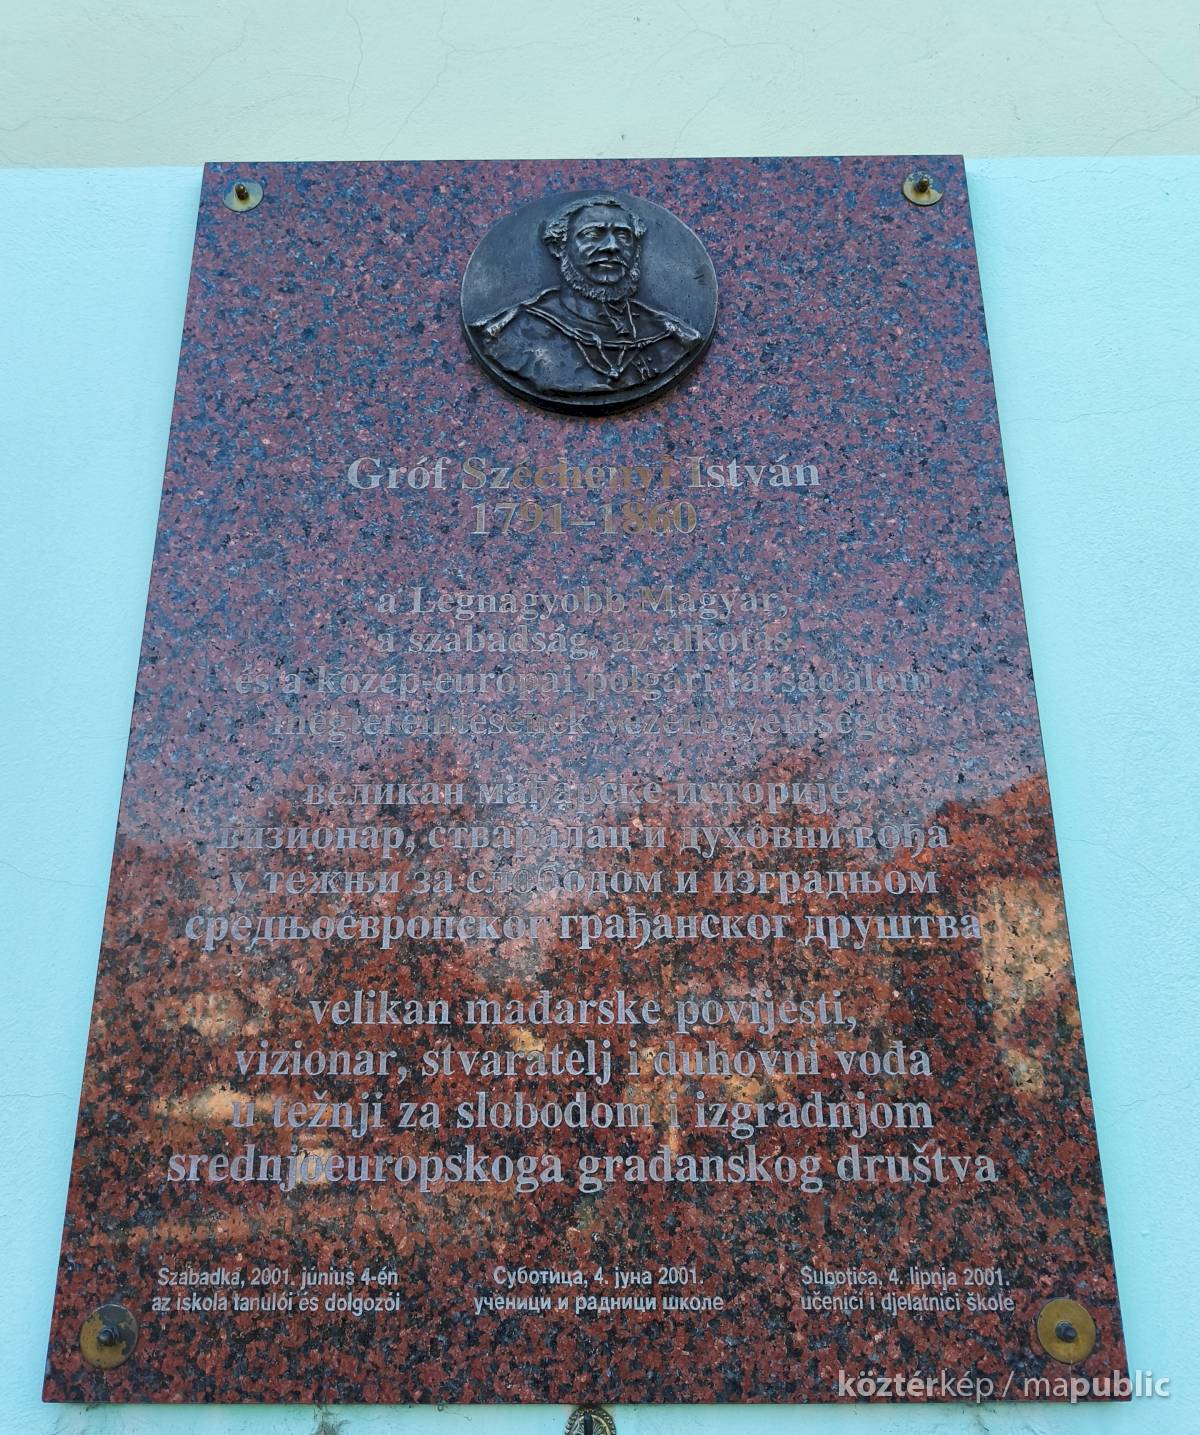 Gróf Széchenyi István
1791–1860
a Legnagyobb Magyar,
a szabadság, az alkotás
és a közép-európai polgári társadalom
megteremtésének vezéregyénisége
великан мађарске историје,
визионар, стваралац и духовни вођа
у тежњи за слободом и изградњом
средњоевропског грађанског друштва
velikan mađarske povijesti,
vizionar, stvaratelj i duhovni vođa
u težnji za slobodom i izgradnjom
srednjoeuropskoga građanskog društva
Szabadka, 2001. június 4-én
az iskola tanulói és dolgozói
Суботица, 4. јуна 2001.
ученици и радници школе
Subotica, 4. lipnja 2001.
učenici i djelatnici škole
köztérkép / mapublic